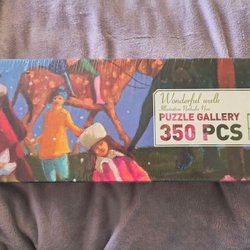 Wonderful walk
PUZZLE GALLERY
350 PCS